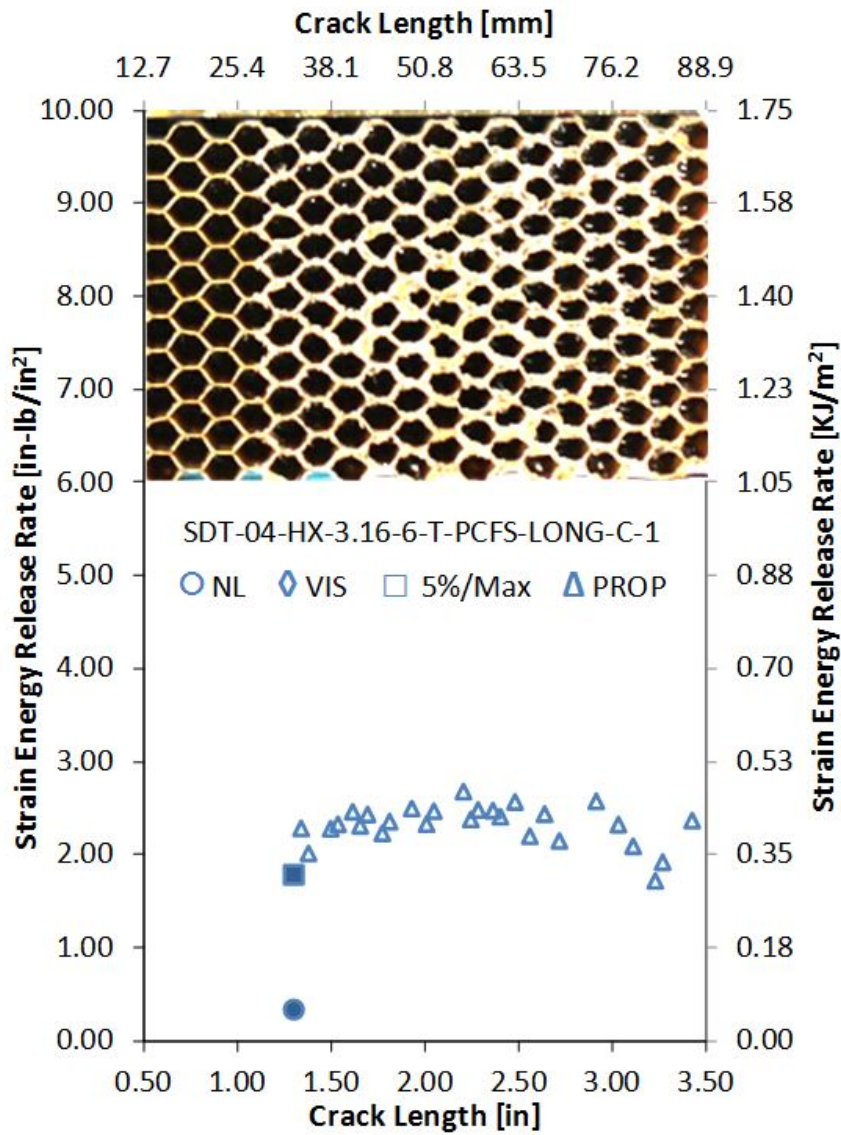 Crack Length [mm]
12.7 25.4 38.1 50.8 63.5 76.2 88.9
Strain Energy Release Rate [in-lb/in²]
10.00
9.00
8.00
7.00
6.00
5.00
4.00
3.00
2.00
1.00
0.00
SDT-04-HX-3.16-6-T-PCFS-LONG-C-1
NL VIS 5%/Max PROP
1.75
1.58
1.40
1.23
1.05
0.88
0.70
0.53
0.35
0.18
0.00
Strain Energy Release Rate [KJ/m²]
0.50 1.00 1.50 2.00 2.50 3.00 3.50
Crack Length [in]